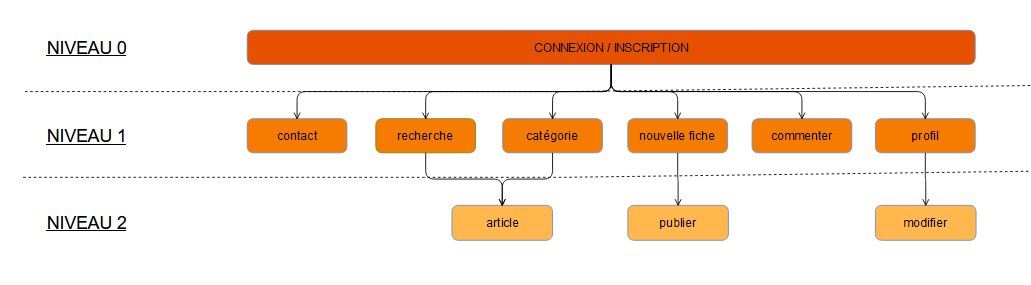 NIVEAU 0
CONNEXION / INSCRIPTION
NIVEAU 1
contact
recherche
catégorie
nouvelle fiche
commenter
profil
NIVEAU 2
article
publier
modifier